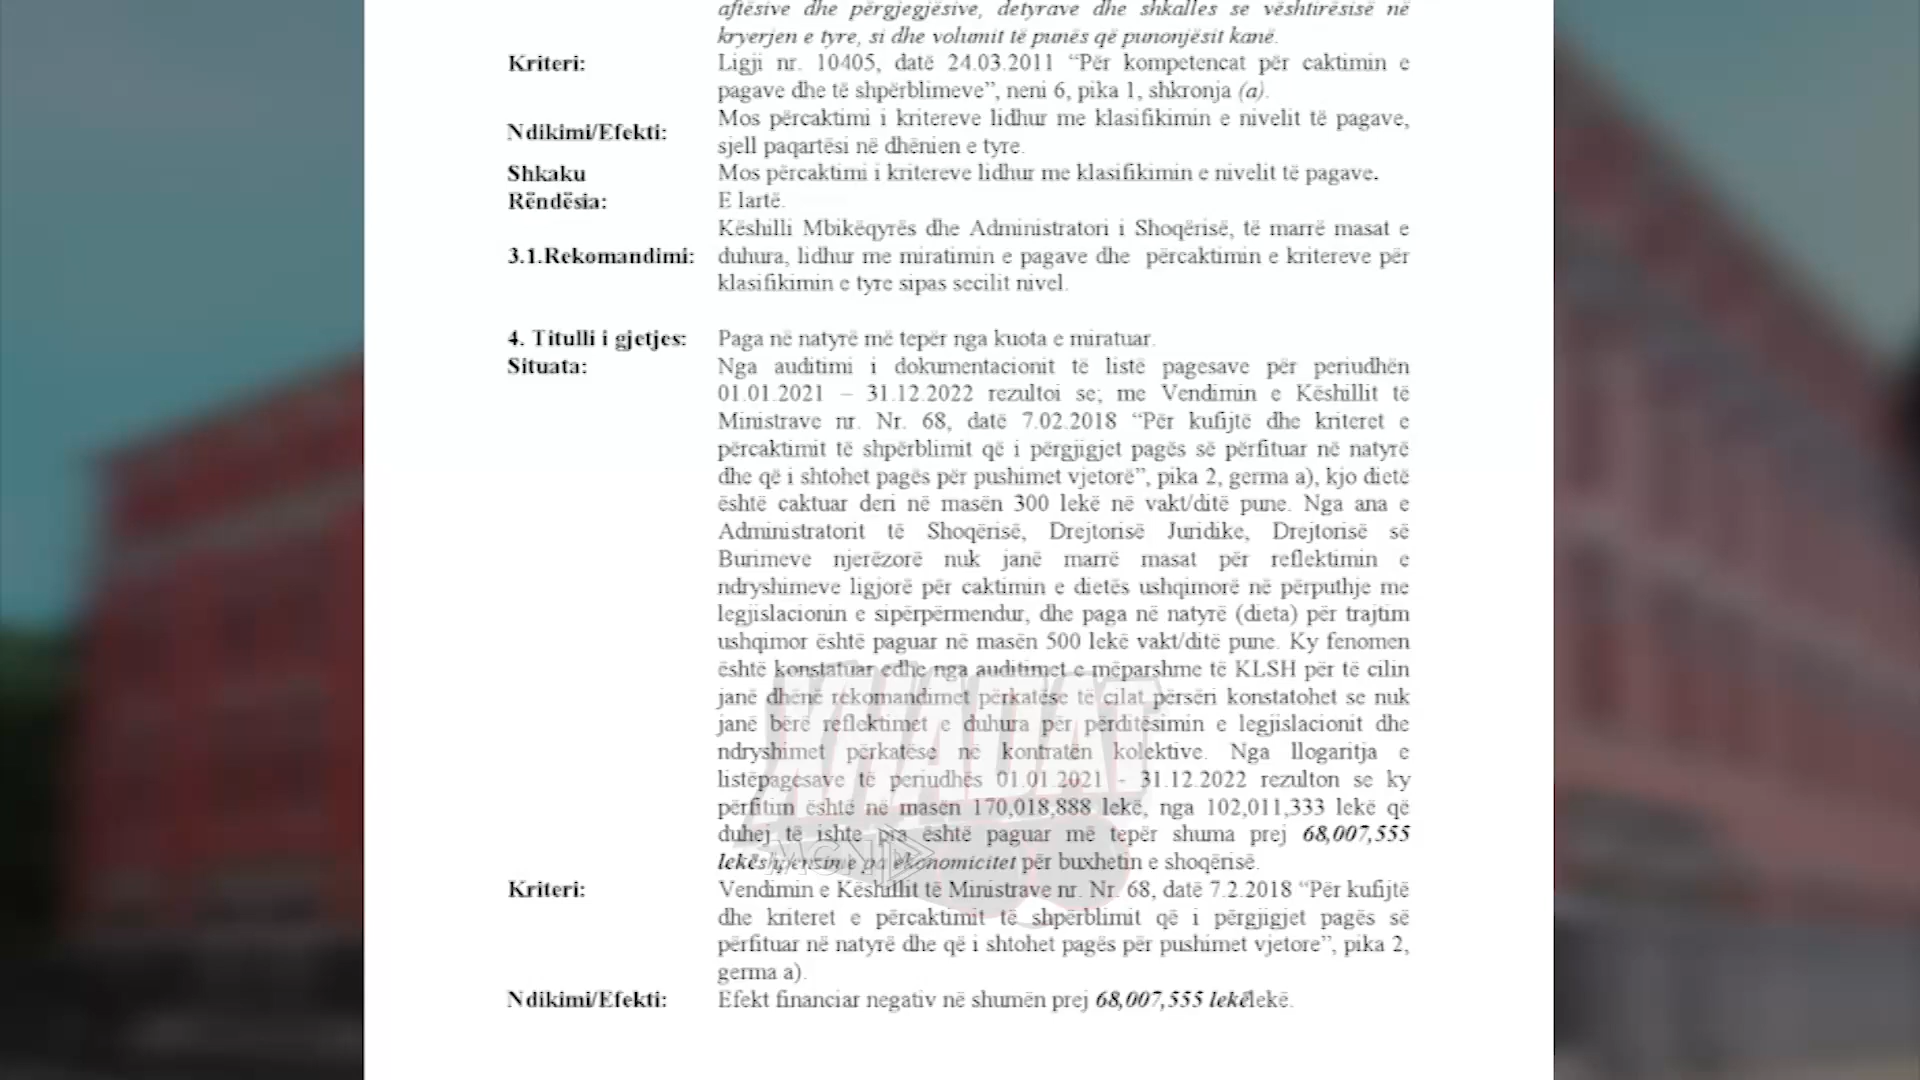 aftësive dhe përgjegjësive, detyrave dhe shkalles se vështirësisë në
kryerjen e tyre, si dhe volumit të punës që punonjësit kanë.
Kriteri: Ligji nr. 10405, datë 24.03.2011 “Për kompetencat për caktimin e
pagave dhe të shpërblimeve”, neni 6, pika 1, shkronja (a).
Ndikimi/Efekti: Mos përcaktimi i kritereve lidhur me klasifikimin e nivelit të pagave,
sjell paqartësi në dhënien e tyre.
Shkaku Mos përcaktimi i kritereve lidhur me klasifikimin e nivelit të pagave.
Rëndësia: E lartë.
Këshilli Mbikëqyrës dhe Administratori i Shoqërisë, të marrë masat e
3.1.Rekomandimi: duhura, lidhur me miratimin e pagave dhe përcaktimin e kritereve për
klasifikimin e tyre sipas secilit nivel.
4. Titulli i gjetjes: Paga në natyrë më tepër nga kuota e miratuar.
Situata: Nga auditimi i dokumentacionit të listë pagesave për periudhën
01.01.2021 – 31.12.2022 rezultoi se; me Vendimin e Këshillit të
Ministrave nr. Nr. 68, datë 7.02.2018 “Për kufijtë dhe kriteret e
përcaktimit të shpërblimit që i përgjigjet pagës së përfituar në natyrë
dhe që i shtohet pagës për pushimet vjetorë”, pika 2, germa a), kjo dietë
është caktuar deri në masën 300 lekë në vakt/ditë pune. Nga ana e
Administratorit të Shoqërisë, Drejtorisë Juridike, Drejtorisë së
Burimeve njerëzorë nuk janë marrë masat për reflektimin e
ndryshimeve ligjorë për caktimin e dietës ushqimorë në përputhje me
legjislacionin e sipërpërmendur, dhe paga në natyrë (dieta) për trajtim
ushqimor është paguar në masën 500 lekë vakt/ditë pune. Ky fenomen
është konstatuar edhe nga auditimet e mëparshme të KLSH për të cilin
janë dhënë rekomandimet përkatëse të cilat përsëri konstatohet se nuk
janë bërë reflektimet e duhura për përditësimin e legjislacionit dhe
ndryshimet përkatëse në kontratën kolektive. Nga llogaritja e
listëpagesave të periudhës 01.01.2021 - 31.12.2022 rezulton se ky
përfitim është në masën 170,018,888 lekë, nga 102,011,333 lekë që
duhej të ishte pra është paguar më tepër shuma prej 68,007,555
lekëshpenzim e pa ekonomicitet për buxhetin e shoqërisë.
Kriteri: Vendimin e Këshillit të Ministrave nr. Nr. 68, datë 7.2.2018 “Për kufijtë
dhe kriteret e përcaktimit të shpërblimit që i përgjigjet pagës së
përfituar në natyrë dhe që i shtohet pagës për pushimet vjetore”, pika 2,
germa a).
Ndikimi/Efekti: Efekt financiar negativ në shumën prej 68,007,555 lekëlekë.